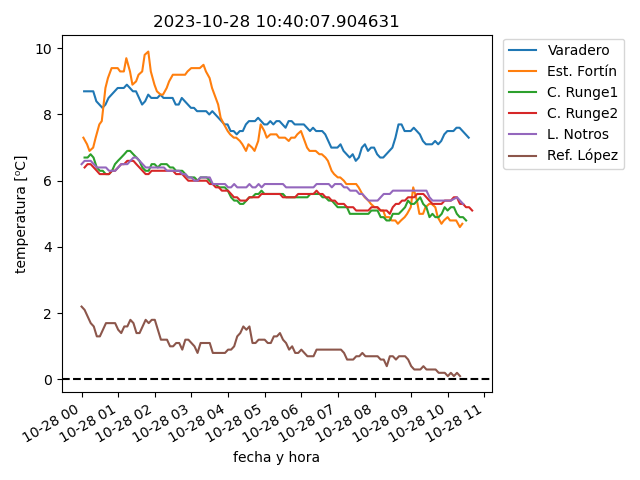 2023-10-28 10:40:07.904631
temperatura [ºC]
10
8
6
4
2
0
10-28 00
10-28 01
10-28 02
10-28 03
10-28 04
10-28 05
10-28 06
10-28 07
10-28 08
10-28 09
10-28 10
10-28 11
fecha y hora
Varadero
Est. Fortín
C. Runge1
C. Runge2
L. Notros
Ref. López